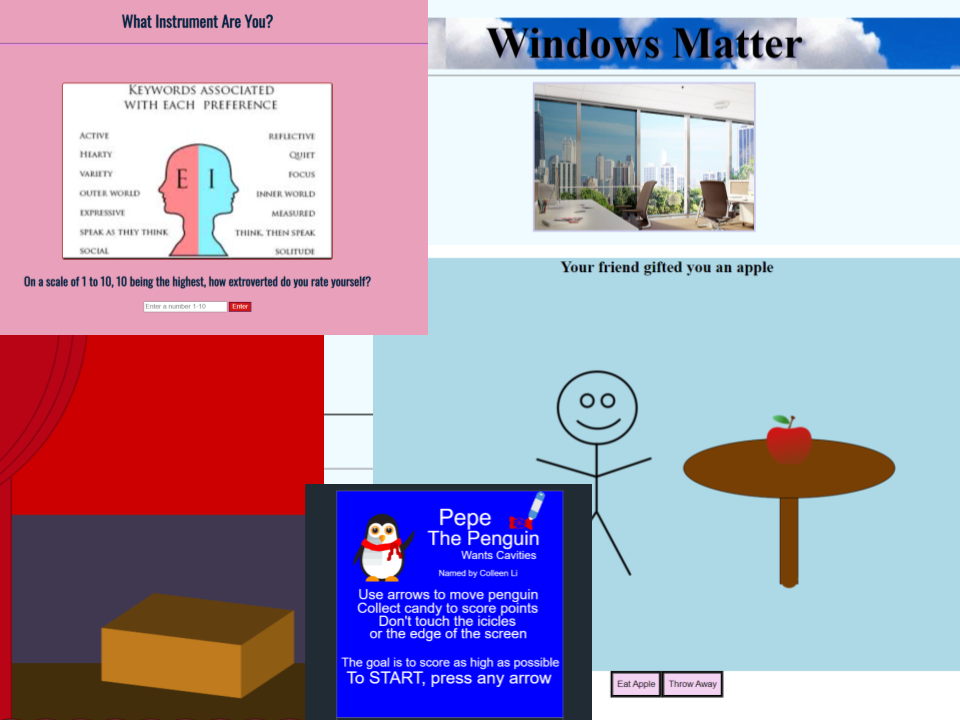 What Instrument Are You?
KEYWORDS ASSOCIATED
WITH EACH PREFERENCE
ACTIVE
HEARTY
VARIETY
OUTER WORLD
EXPRESSIVE
SPEAK AS THEY THINK
SOCIAL
E I
REFLECTIVE
QUIET
FOCUS
INNER WORLD
MEASURED
THINK, THEN SPEAK
SOLITUDE
On a scale of 1 to 10, 10 being the highest, how extroverted do you rate yourself?
Enter a number 1-10 Enter
Windows Matter
Your friend gifted you an apple
Eat Apple Throw Away
Pepe
The Penguin
Wants Cavities
Named by Colleen Li
Use arrows to move penguin
Collect candy to score points
Don't touch the icicles
or the edge of the screen
The goal is to score as high as possible
To START, press any arrow